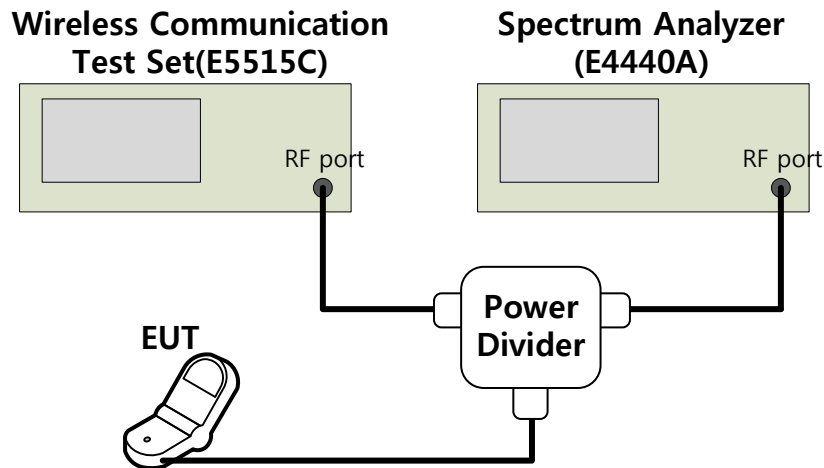 Wireless Communication
Test Set(E5515C)
Spectrum Analyzer
(E4440A)
RF port
RF port
Power
Divider
EUT